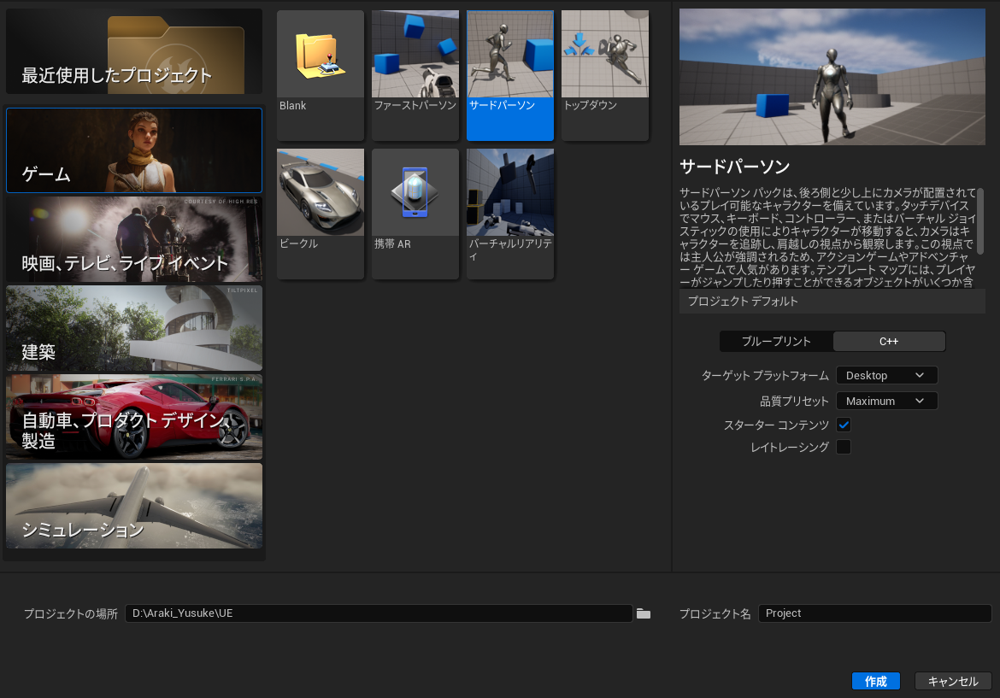 最近使用したプロジェクト
ゲーム
COURTESY OF HIGH RES
映画、テレビ、ライブ イベント
TILTPIXEL
建築
FERRARI S.P.A.
自動車、プロダクト デザイン、
製造
シミュレーション
Blank
ファーストパーソン
サードパーソン
トップダウン
ビークル
携帯 AR
バーチャルリアリテ
ィ
サードパーソン
サードパーソン パックは、後ろ側と少し上にカメラが配置されて
いるプレイ可能なキャラクターを備えています。タッチデバイス
でマウス、キーボード、コントローラー、またはバーチャル ジョイ
スティックの使用によりキャラクターが移動すると、カメラはキ
ャラクターを追跡し、肩越しの視点から観察します。この視点で
は主人公が強調されるため、アクションゲームやアドベンチャ
ー ゲームで人気があります。テンプレート マップには、プレイヤ
ーがジャンプしたり押すことができるオブジェクトがいくつか含
プロジェクト デフォルト
ブループリント
C++
ターゲット プラットフォーム Desktop
品質プリセット Maximum
スターター コンテンツ
レイトレーシング
プロジェクトの場所 D:\Araki_Yusuke\UE
プロジェクト名 Project
作成
キャンセル